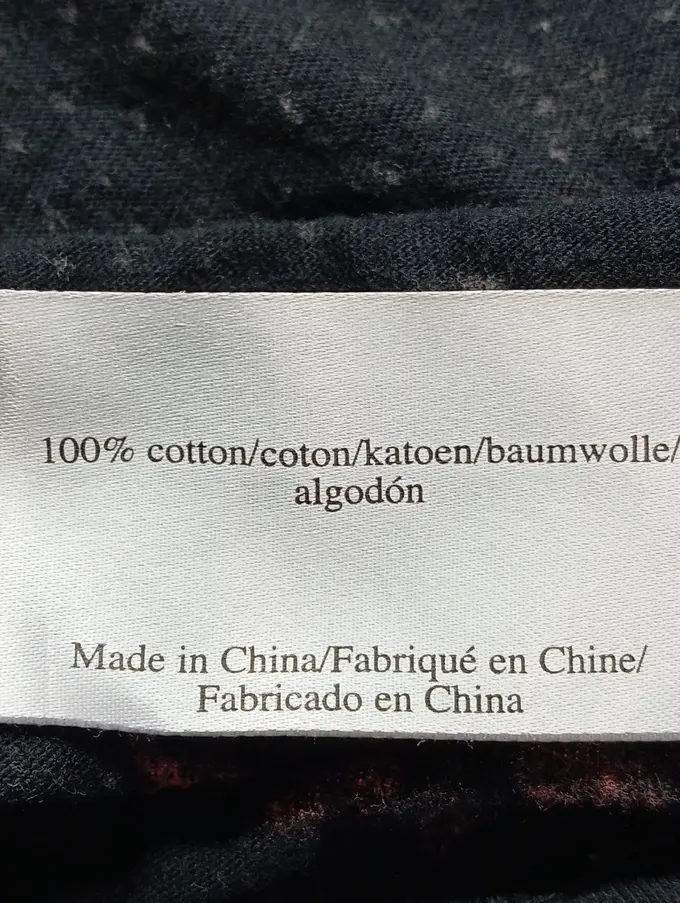 100% cotton/coton/katoen/baumwolle/
algodón
Made in China/Fabriqué en Chine/
Fabricado en China